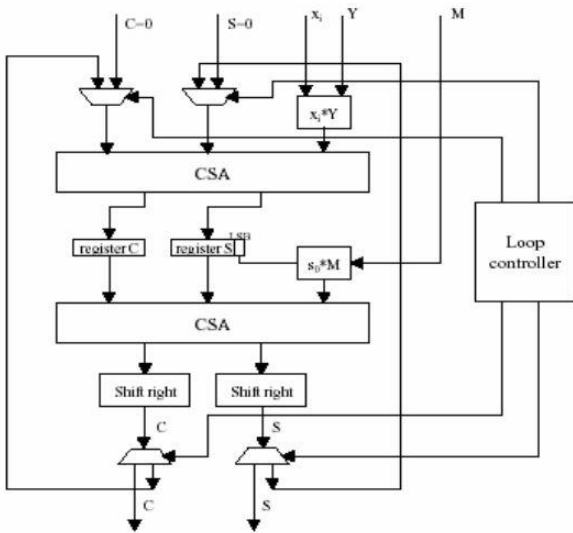 C=0 S=0 xᵢ Y M
xᵢ*Y
CSA
LSB
register C register S
s₀*M
Loop
controller
CSA
Shift right Shift right
C S
C S